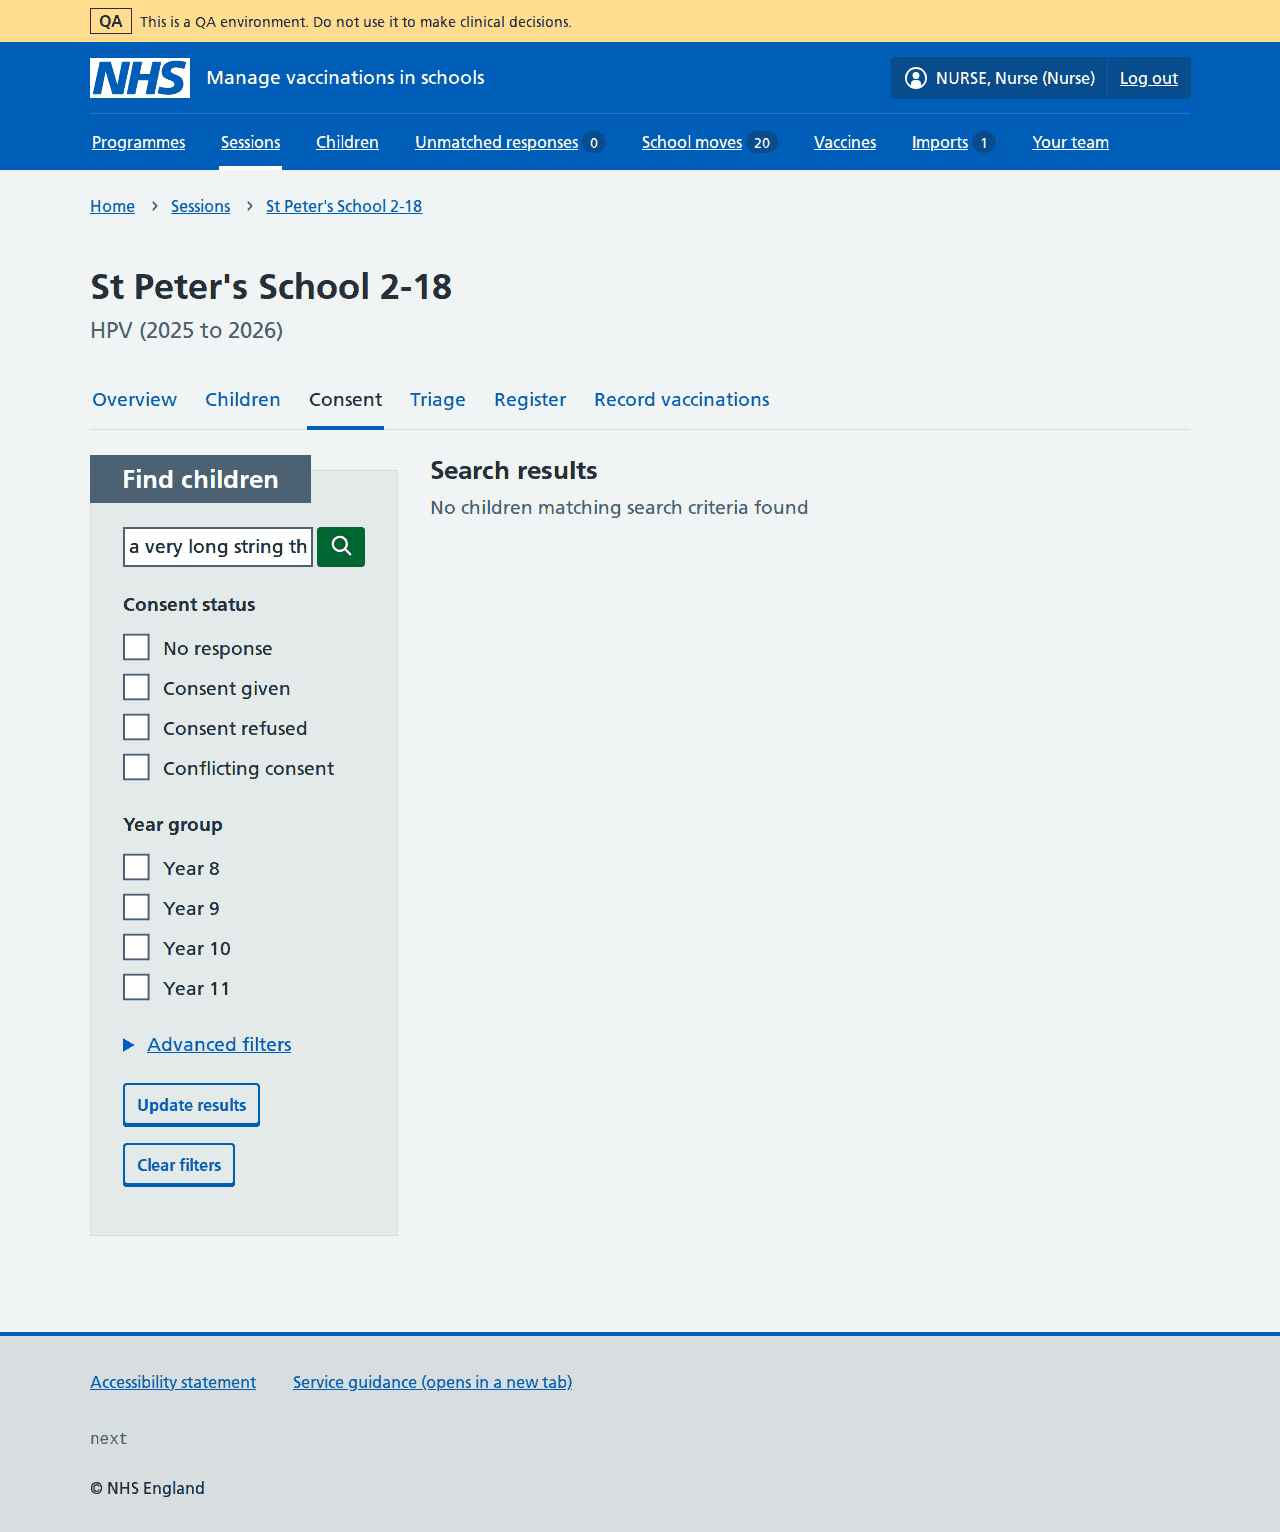 QA This is a QA environment. Do not use it to make clinical decisions.
NHS Manage vaccinations in schools NURSE, Nurse (Nurse) Log out
Programmes Sessions Children Unmatched responses 0 School moves 20 Vaccines Imports 1 Your team
Home Sessions St Peter's School 2-18
St Peter's School 2-18
HPV (2025 to 2026)
Overview Children Consent Triage Register Record vaccinations
Find children
a very long string th
Consent status
No response
Consent given
Consent refused
Conflicting consent
Year group
Year 8
Year 9
Year 10
Year 11
Advanced filters
Update results
Clear filters
Search results
No children matching search criteria found
Accessibility statement Service guidance (opens in a new tab)
next
© NHS England